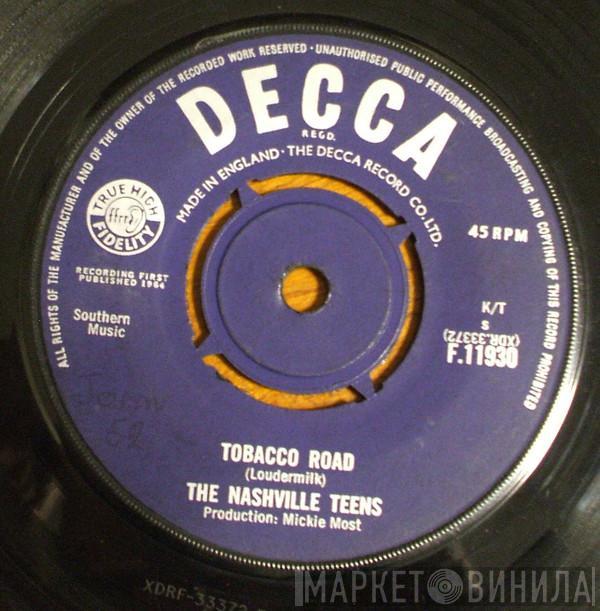 ALL RIGHTS OF THE MANUFACTURER AND OF THE OWNER OF THE RECORDED WORK RESERVED · UNAUTHORISED PUBLIC PERFORMANCE BROADCASTING AND COPYING OF THIS RECORD PROHIBITED
DECCA
REGD.
MADE IN ENGLAND · THE DECCA RECORD CO. LTD.
TRUE HIGH
ffrr
FIDELITY
45 RPM
RECORDING FIRST
PUBLISHED 1964
Southern
Music
K/T
S
(XDR.33372)
F.11930
52
TOBACCO ROAD
(Loudermilk)
THE NASHVILLE TEENS
Production: Mickie Most
XDRF-33372
МАРКЕТ ВИНИЛА